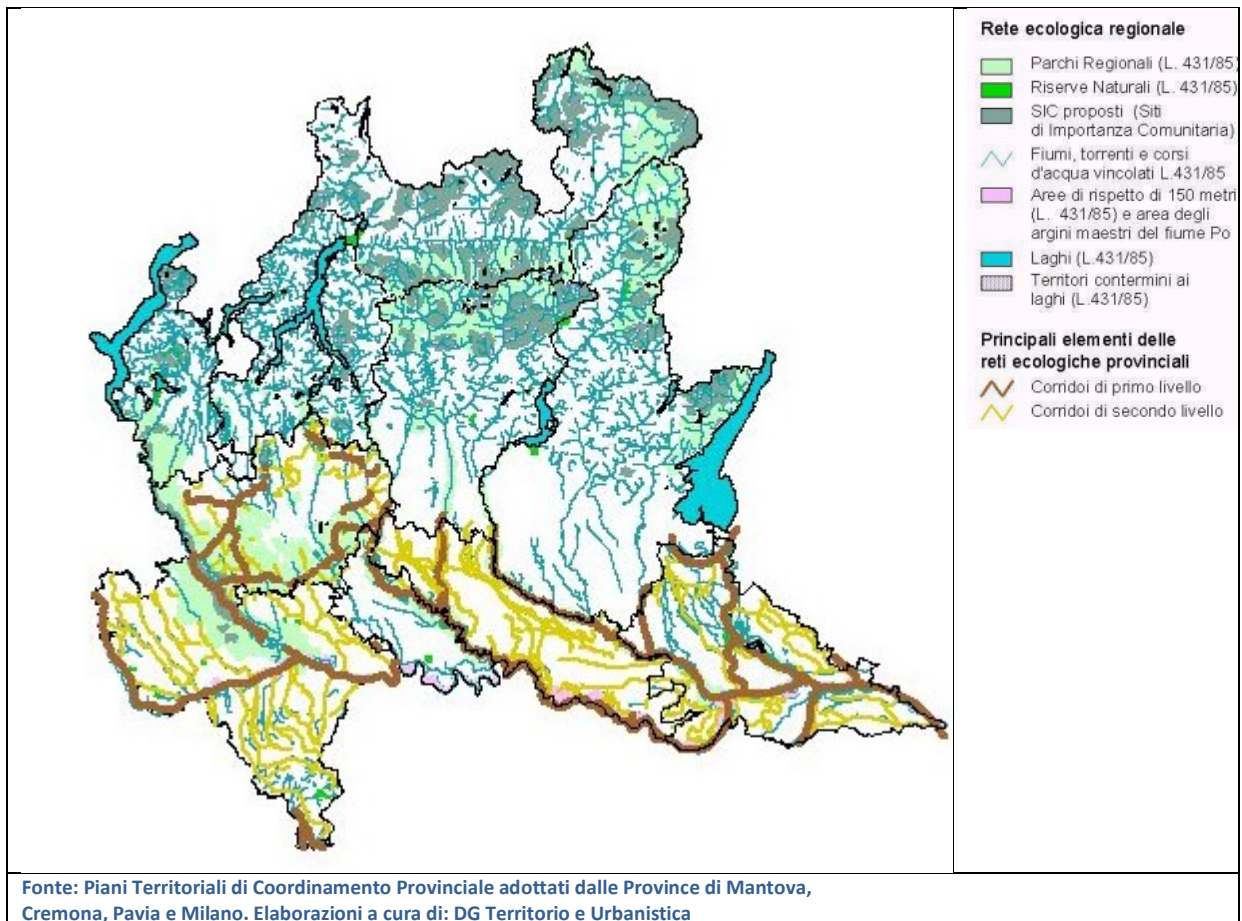 Rete ecologica regionale
Parchi Regionali (L. 431/85)
Riserve Naturali (L. 431/85)
SIC proposti (Siti
di Importanza Comunitaria)
Fiumi, torrenti e corsi
d'acqua vincolati L.431/85
Aree di rispetto di 150 metri
(L. 431/85) e area degli
argini maestri del fiume Po
Laghi (L.431/85)
Territori contermini ai
laghi (L.431/85)
Principali elementi delle
reti ecologiche provinciali
Corridoi di primo livello
Corridoi di secondo livello
Fonte: Piani Territoriali di Coordinamento Provinciale adottati dalle Province di Mantova,
Cremona, Pavia e Milano. Elaborazioni a cura di: DG Territorio e Urbanistica